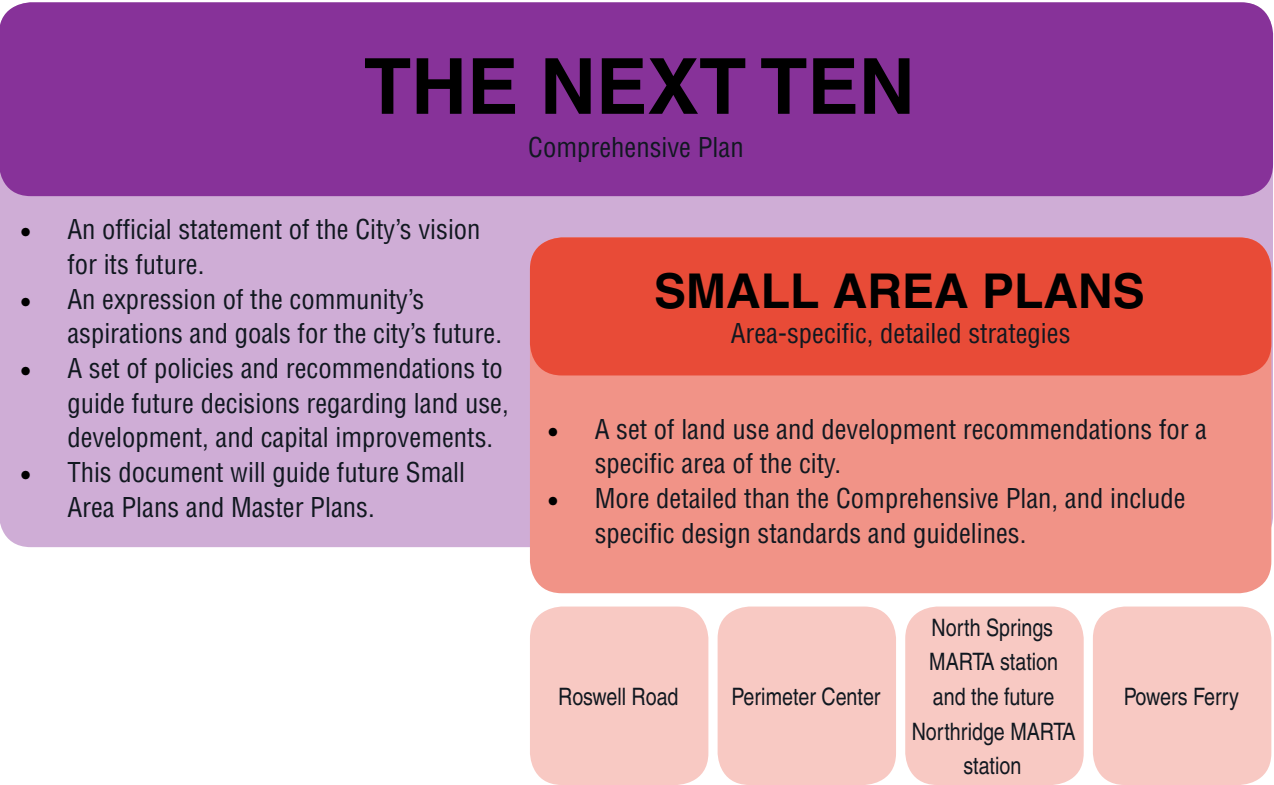 THE NEXT TEN
Comprehensive Plan
• An official statement of the City’s vision
for its future.
• An expression of the community’s
aspirations and goals for the city’s future.
• A set of policies and recommendations to
guide future decisions regarding land use,
development, and capital improvements.
• This document will guide future Small
Area Plans and Master Plans.
SMALL AREA PLANS
Area-specific, detailed strategies
• A set of land use and development recommendations for a
specific area of the city.
• More detailed than the Comprehensive Plan, and include
specific design standards and guidelines.
Roswell Road
Perimeter Center
North Springs
MARTA station
and the future
Northridge MARTA
station
Powers Ferry